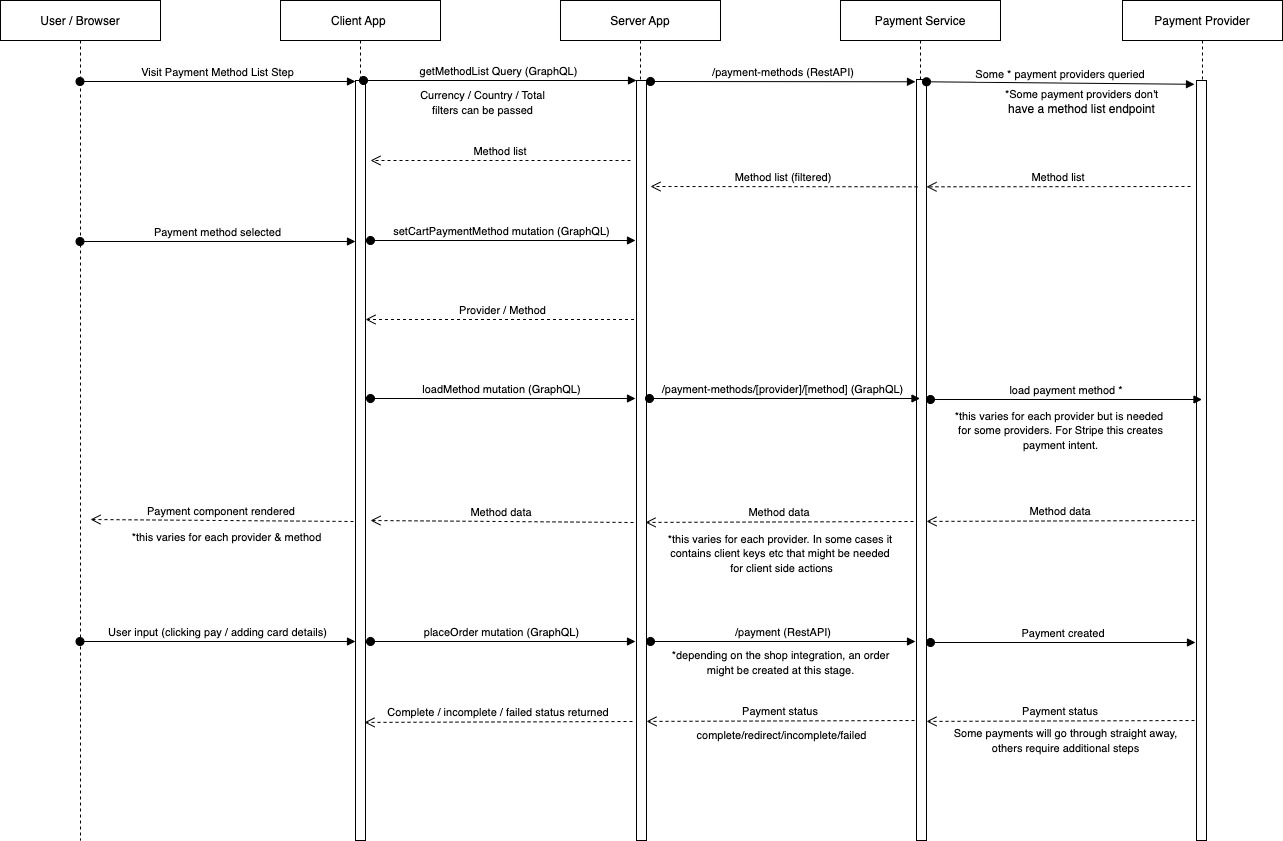 User / Browser
Client App
Server App
Payment Service
Payment Provider
Visit Payment Method List Step
getMethodList Query (GraphQL)
/payment-methods (RestAPI)
Some * payment providers queried
Currency / Country / Total
filters can be passed
*Some payment providers don't
have a method list endpoint
Method list
Method list (filtered)
Method list
Payment method selected
setCartPaymentMethod mutation (GraphQL)
Provider / Method
loadMethod mutation (GraphQL)
/payment-methods/[provider]/[method] (GraphQL)
load payment method *
*this varies for each provider but is needed
for some providers. For Stripe this creates
payment intent.
Payment component rendered
Method data
Method data
Method data
*this varies for each provider & method
*this varies for each provider. In some cases it
contains client keys etc that might be needed
for client side actions
User input (clicking pay / adding card details)
placeOrder mutation (GraphQL)
/payment (RestAPI)
Payment created
*depending on the shop integration, an order
might be created at this stage.
Complete / incomplete / failed status returned
Payment status
Payment status
complete/redirect/incomplete/failed
Some payments will go through straight away,
others require additional steps